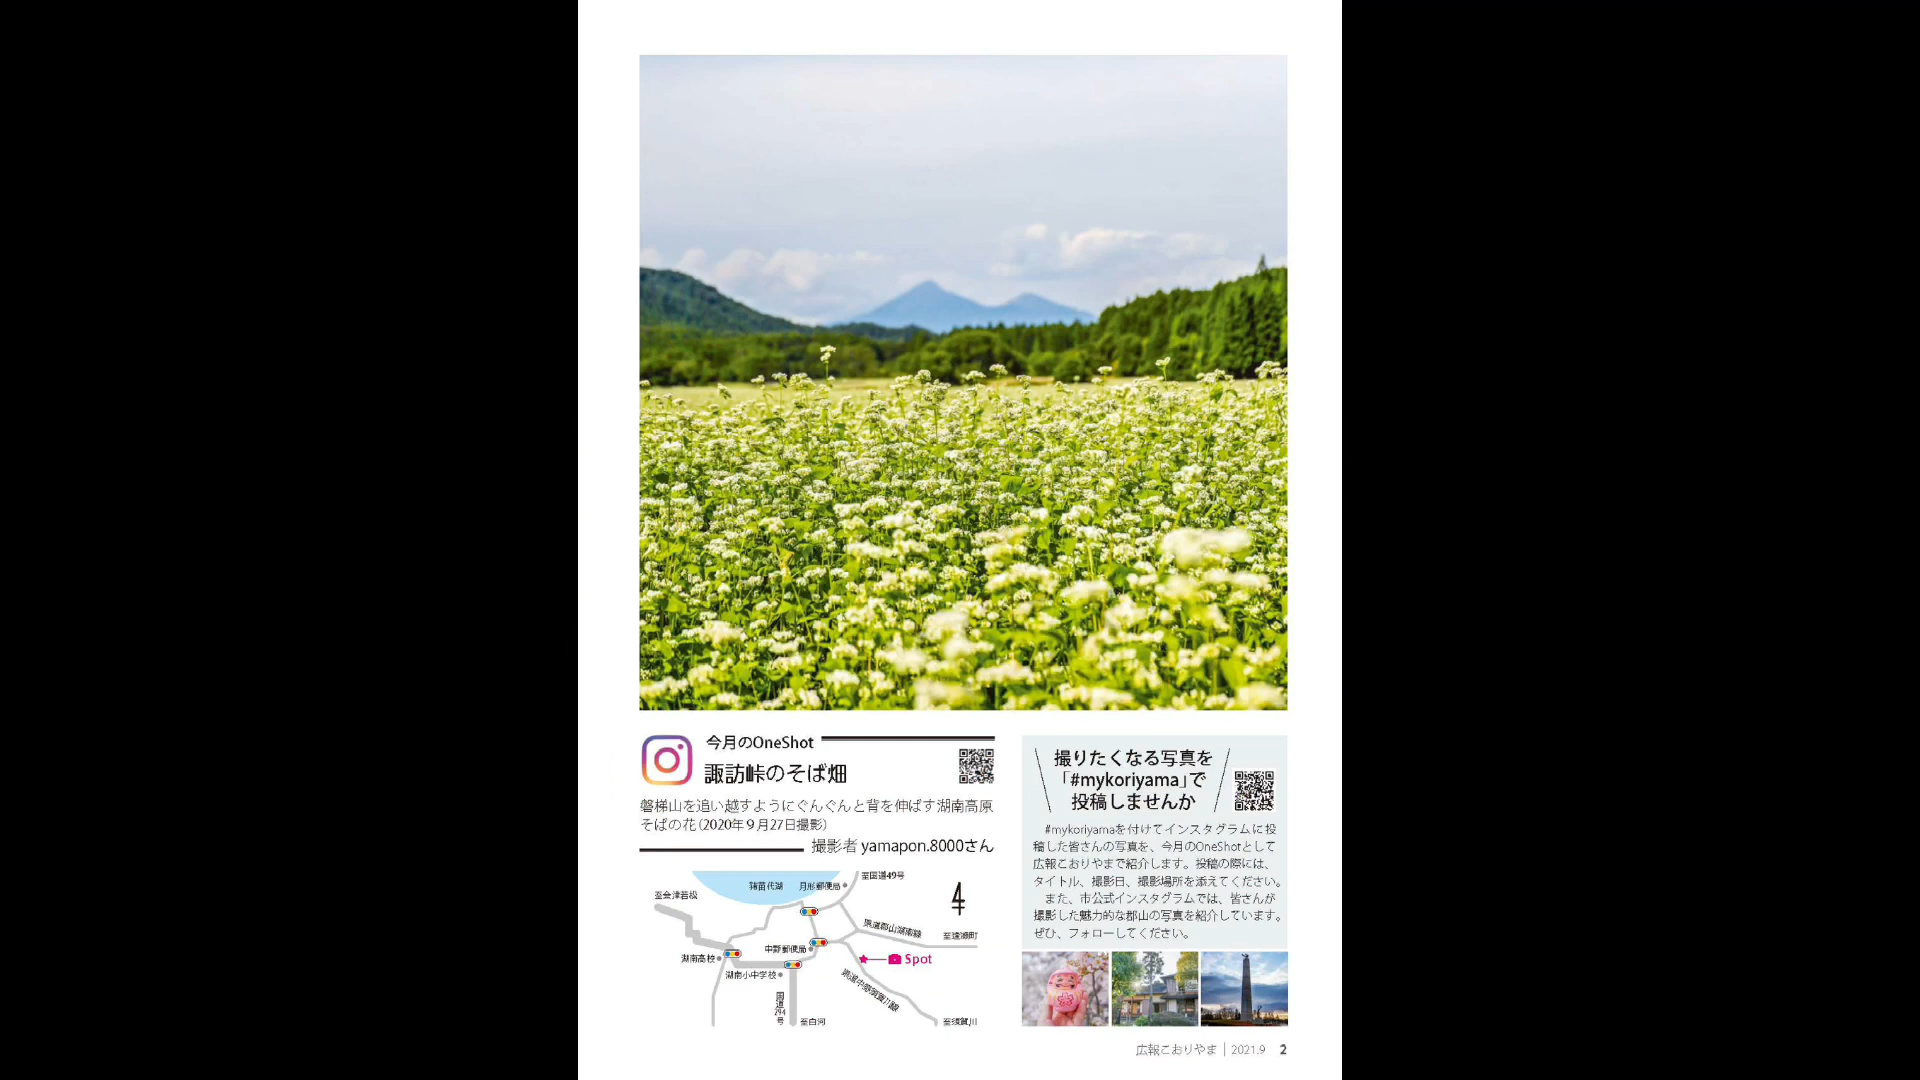 今月のOneShot
諏訪峠のそば畑
磐梯山を追い越すようにぐんぐんと背を伸ばす湖南高原
そばの花（2020年９月27日撮影）
撮影者 yamapon.8000さん
至会津若松
猪苗代湖
月形郵便局
至国道49号
県道郡山湖南線
至逢瀬町
中野郵便局
湖南高校
湖南小中学校
Spot
県道中野須賀川線
国道294号
至白河
至須賀川
撮りたくなる写真を
「#mykoriyama」で
投稿しませんか
#mykoriyamaを付けてインスタグラムに投
稿した皆さんの写真を、今月のOneShotとして
広報こおりやまで紹介します。投稿の際には、
タイトル、撮影日、撮影場所を添えてください。
また、市公式インスタグラムでは、皆さんが
撮影した魅力的な郡山の写真を紹介しています。
ぜひ、フォローしてください。
広報こおりやま｜2021.9 2